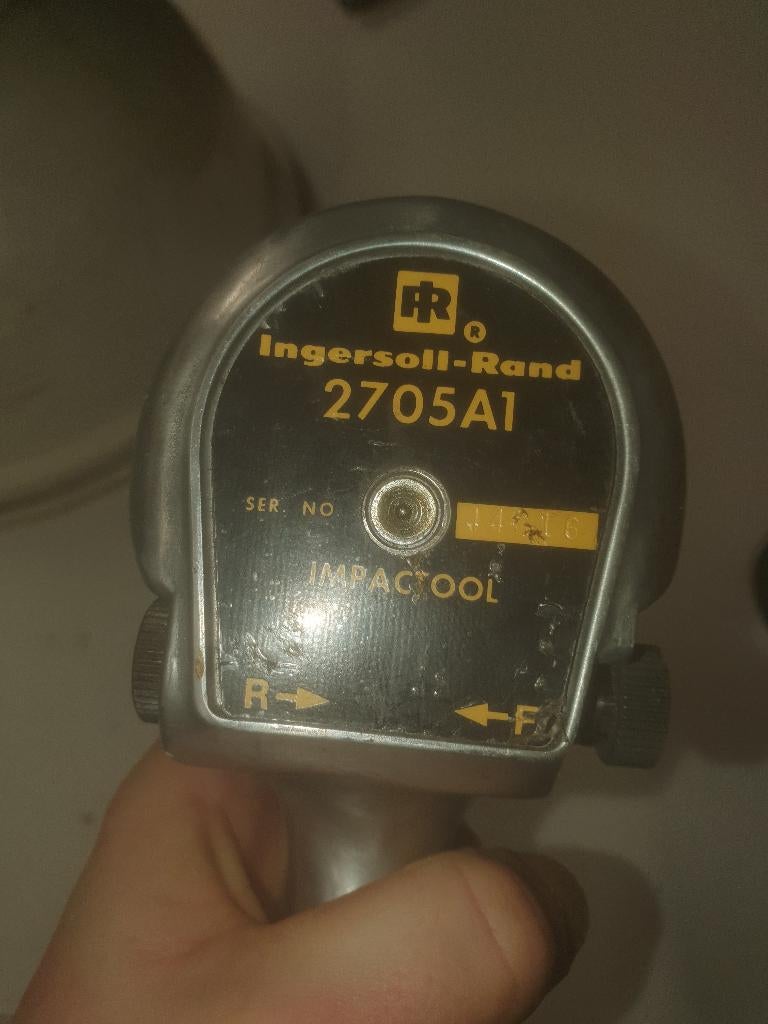 IR ®
Ingersoll-Rand
2705A1
SER. NO
IMPACTOOL
R→ ←F